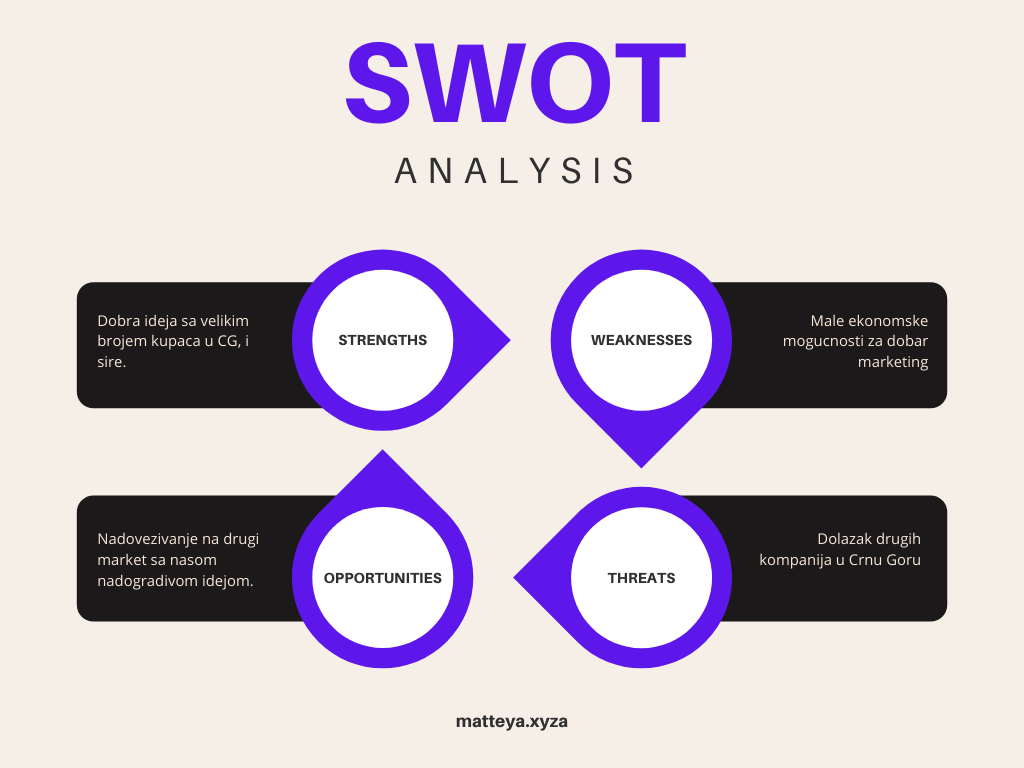 SWOT
ANALYSIS
Dobra ideja sa velikim
brojem kupaca u CG, i
sire.
STRENGTHS
WEAKNESSES
Male ekonomske
mogucnosti za dobar
marketing
Nadovezivanje na drugi
market sa nasom
nadogradivom idejom.
OPPORTUNITIES
THREATS
Dolazak drugih
kompanija u Crnu Goru
matteya.xyza